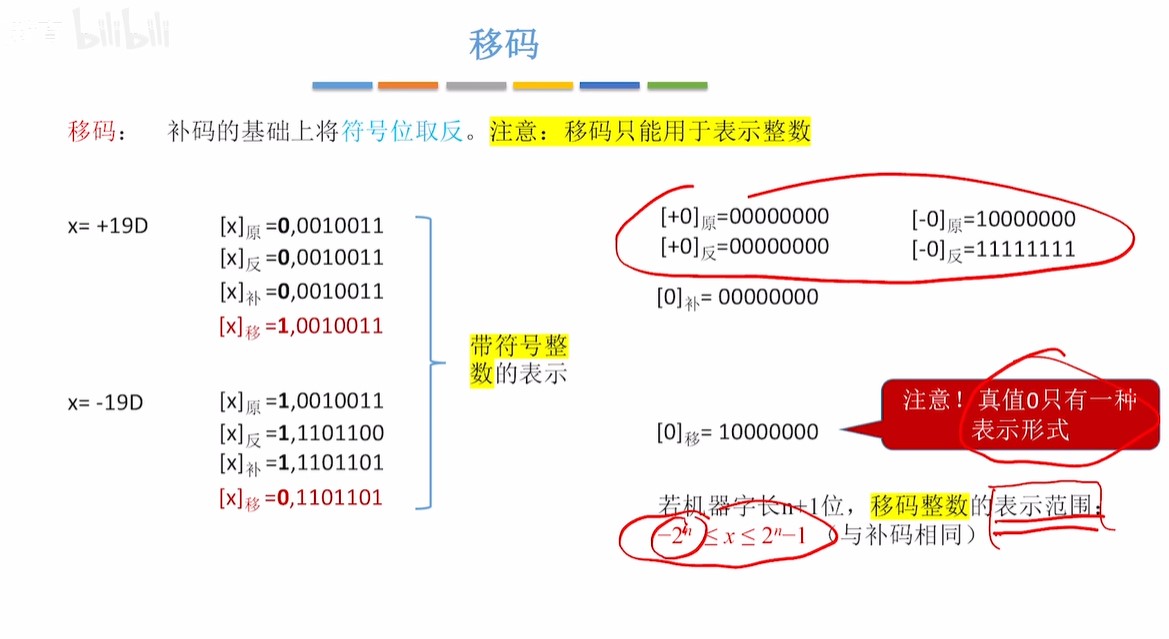 bilibili
移码
移码： 补码的基础上将符号位取反。注意：移码只能用于表示整数
x= +19D
[x]原 =0,0010011
[x]反 =0,0010011
[x]补 =0,0010011
[x]移 =1,0010011
x= -19D
[x]原 =1,0010011
[x]反 =1,1101100
[x]补 =1,1101101
[x]移 =0,1101101
带符号整
数的表示
[+0]原=00000000 [-0]原=10000000
[+0]反=00000000 [-0]反=11111111
[0]补= 00000000
[0]移= 10000000
注意！真值0只有一种
表示形式
若机器字长n+1位，移码整数的表示范围：
−2ⁿ ≤ x ≤ 2ⁿ−1 （与补码相同）